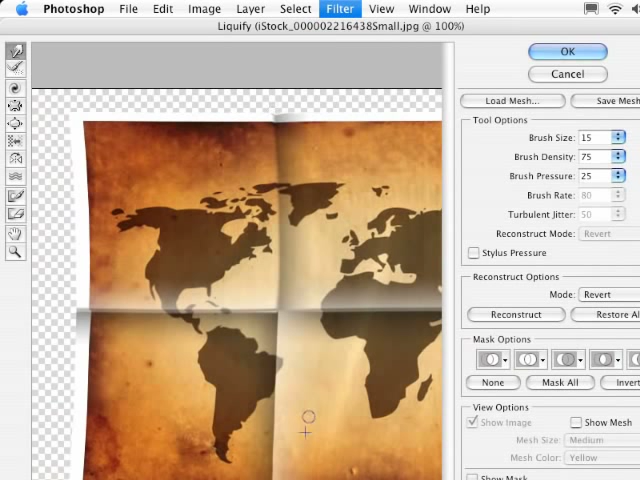 Photoshop File Edit Image Layer Select Filter View Window Help
Liquify (iStock_000002216438Small.jpg @ 100%)
OK
Cancel
Load Mesh... Save Mesh
Tool Options
Brush Size: 15
Brush Density: 75
Brush Pressure: 25
Brush Rate: 80
Turbulent Jitter: 50
Reconstruct Mode: Revert
Stylus Pressure
Reconstruct Options
Mode: Revert
Reconstruct Restore Al
Mask Options
None Mask All Invert
View Options
Show Image Show Mesh
Mesh Size: Medium
Mesh Color: Yellow
Show Mask